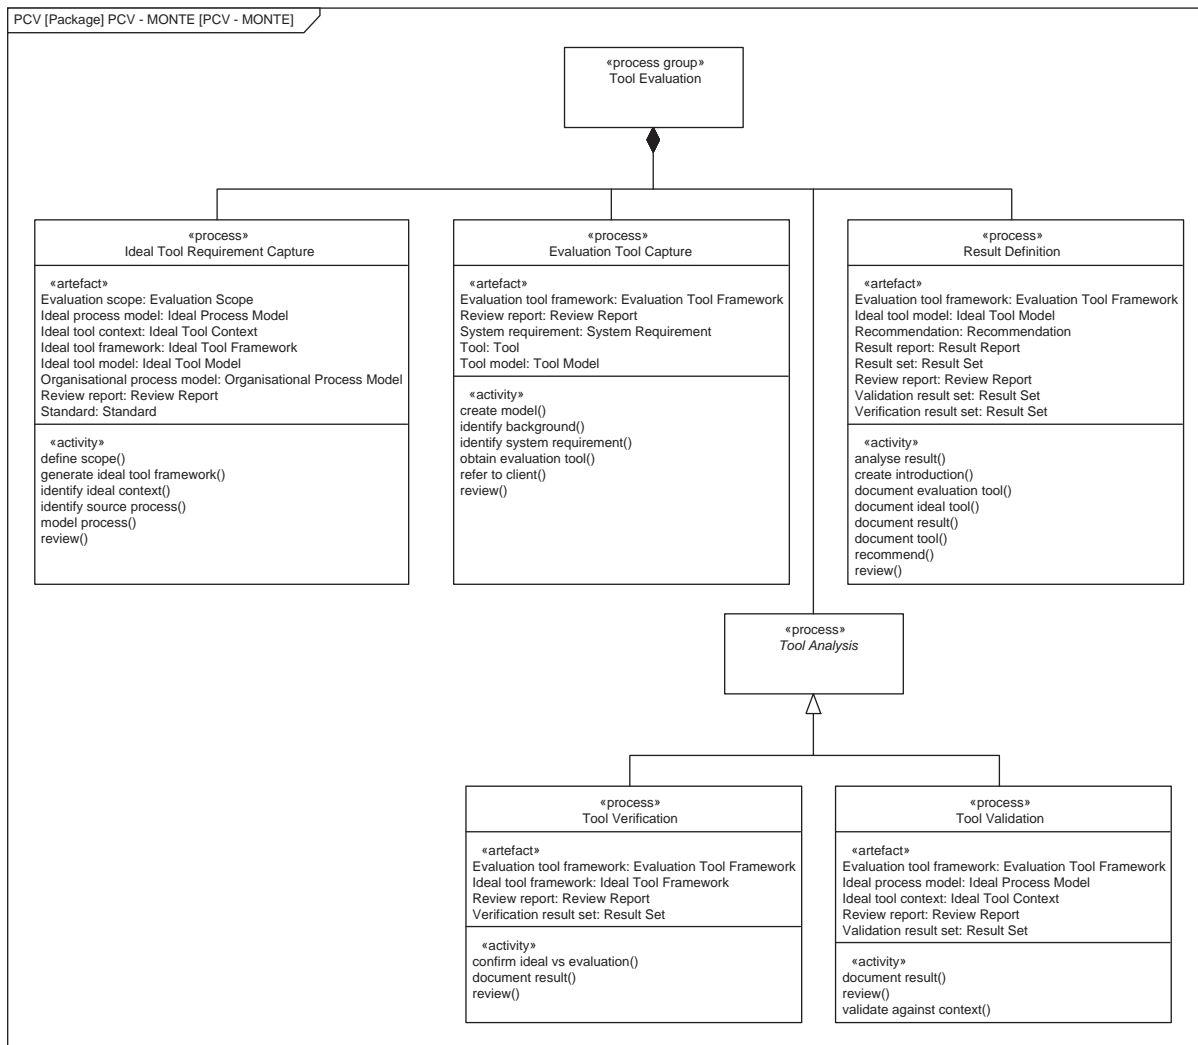 PCV [Package] PCV - MONTE [PCV - MONTE]
«process group»
Tool Evaluation
«process»
Ideal Tool Requirement Capture
«artefact»
Evaluation scope: Evaluation Scope
Ideal process model: Ideal Process Model
Ideal tool context: Ideal Tool Context
Ideal tool framework: Ideal Tool Framework
Ideal tool model: Ideal Tool Model
Organisational process model: Organisational Process Model
Review report: Review Report
Standard: Standard
«activity»
define scope()
generate ideal tool framework()
identify ideal context()
identify source process()
model process()
review()
«process»
Evaluation Tool Capture
«artefact»
Evaluation tool framework: Evaluation Tool Framework
Review report: Review Report
System requirement: System Requirement
Tool: Tool
Tool model: Tool Model
«activity»
create model()
identify background()
identify system requirement()
obtain evaluation tool()
refer to client()
review()
«process»
Result Definition
«artefact»
Evaluation tool framework: Evaluation Tool Framework
Ideal tool model: Ideal Tool Model
Recommendation: Recommendation
Result report: Result Report
Result set: Result Set
Review report: Review Report
Validation result set: Result Set
Verification result set: Result Set
«activity»
analyse result()
create introduction()
document evaluation tool()
document ideal tool()
document result()
document tool()
recommend()
review()
«process»
Tool Analysis
«process»
Tool Verification
«artefact»
Evaluation tool framework: Evaluation Tool Framework
Ideal tool framework: Ideal Tool Framework
Review report: Review Report
Verification result set: Result Set
«activity»
confirm ideal vs evaluation()
document result()
review()
«process»
Tool Validation
«artefact»
Evaluation tool framework: Evaluation Tool Framework
Ideal process model: Ideal Process Model
Ideal tool context: Ideal Tool Context
Review report: Review Report
Validation result set: Result Set
«activity»
document result()
review()
validate against context()